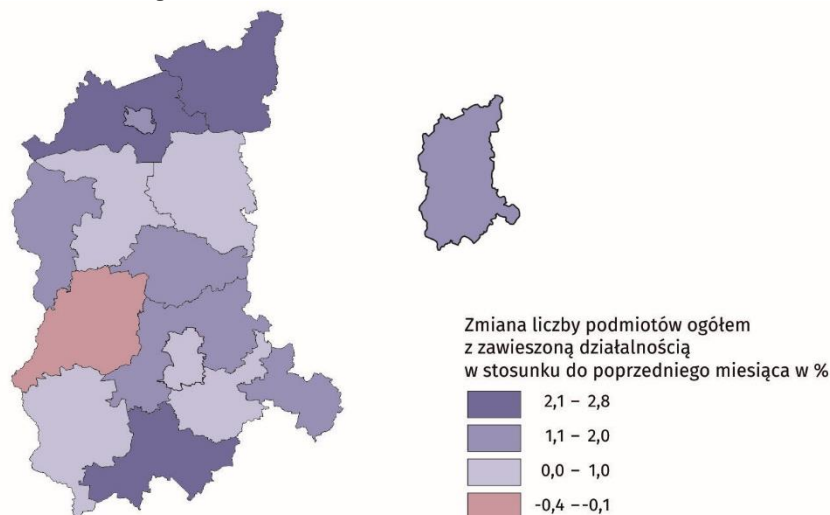 Zmiana liczby podmiotów ogółem
z zawieszoną działalnością
w stosunku do poprzedniego miesiąca w %
2,1 – 2,8
1,1 – 2,0
0,0 – 1,0
-0,4 –-0,1